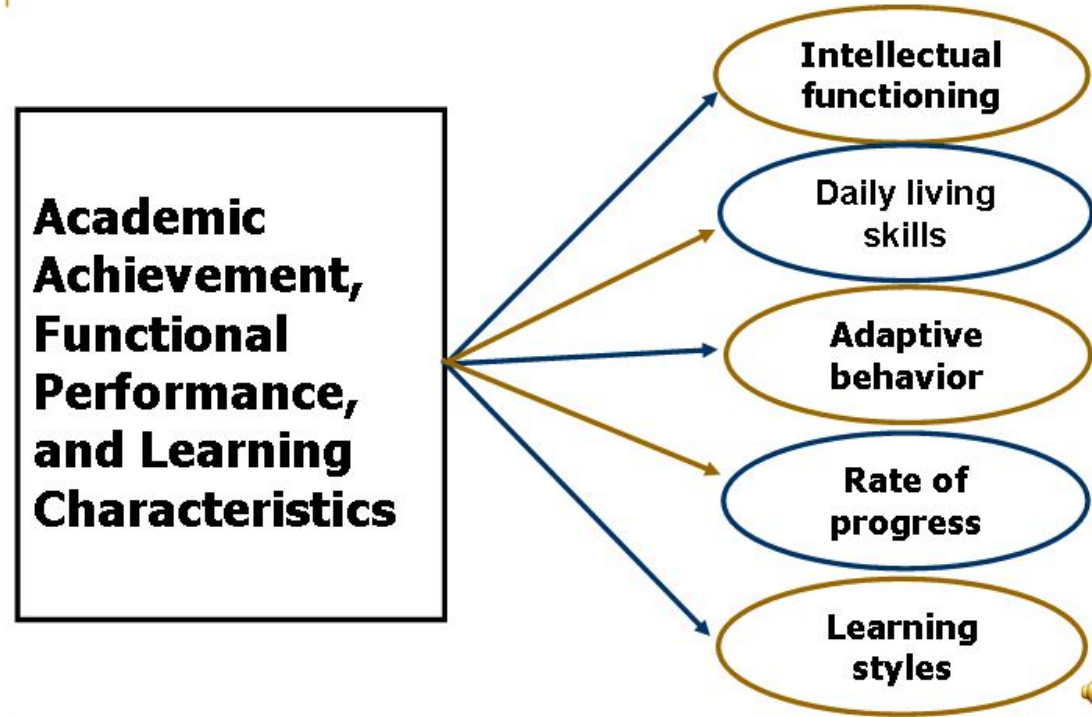 Academic
Achievement,
Functional
Performance,
and Learning
Characteristics
Intellectual
functioning
Daily living
skills
Adaptive
behavior
Rate of
progress
Learning
styles